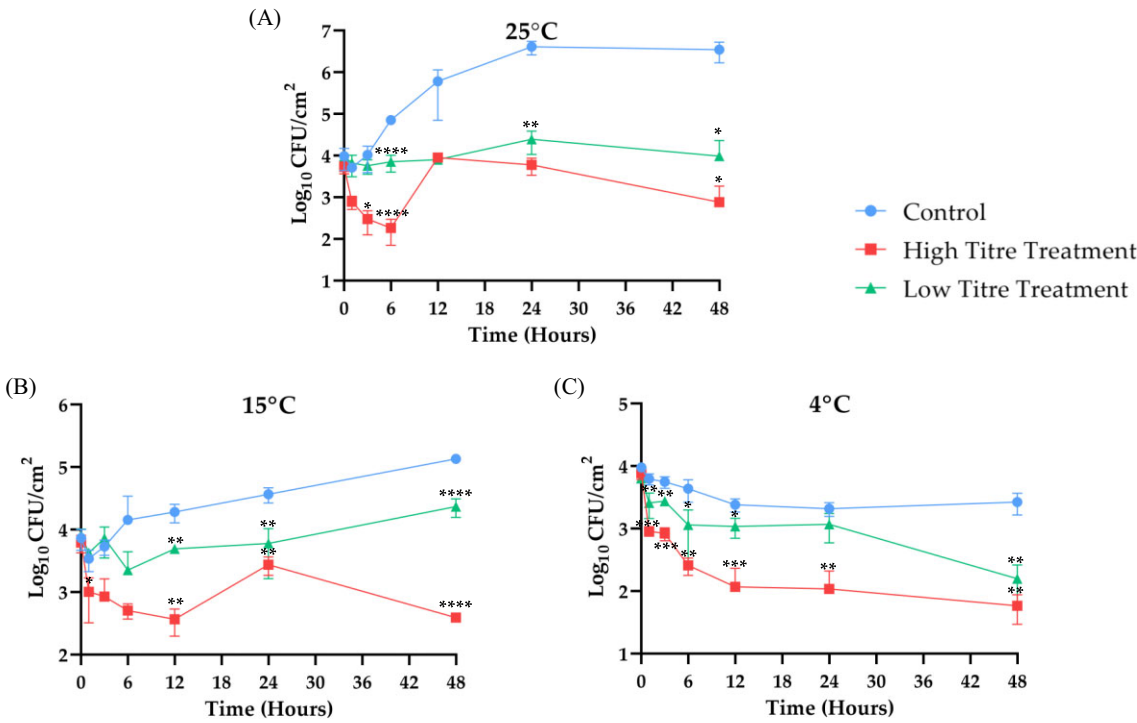 (A)
25°C
Log10 CFU/cm2
7
6
5
4
3
2
1
**
*
****
*
*
****
0 6 12 18 24 30 36 42 48
Time (Hours)
Control
High Titre Treatment
Low Titre Treatment
(B)
15°C
Log10 CFU/cm2
6
5
4
3
2
****
**
**
**
*
**
****
0 6 12 18 24 30 36 42 48
Time (Hours)
(C)
4°C
Log10 CFU/cm2
5
4
3
2
1
**
**
*
*
***
***
**
***
**
**
**
0 6 12 18 24 30 36 42 48
Time (Hours)